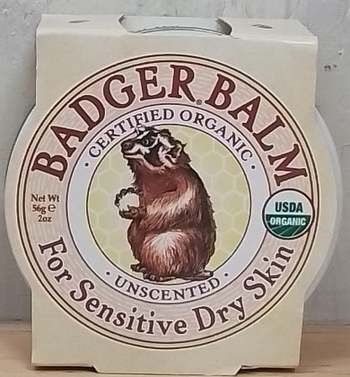 BADGER® BALM
· CERTIFIED ORGANIC ·
Net Wt
56g e
2oz
USDA
ORGANIC
· UNSCENTED ·
For Sensitive Dry Skin